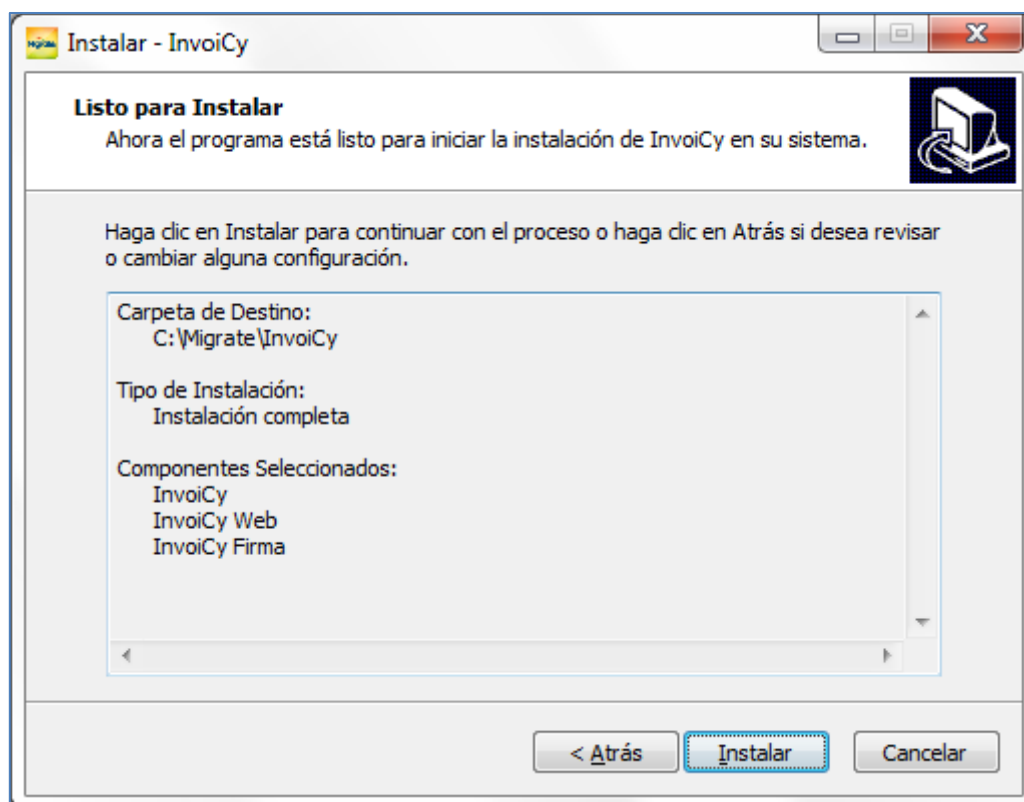 Instalar - InvoiCy
Listo para Instalar
Ahora el programa está listo para iniciar la instalación de InvoiCy en su sistema.
Haga clic en Instalar para continuar con el proceso o haga clic en Atrás si desea revisar
o cambiar alguna configuración.
Carpeta de Destino:
C:\Migrate\InvoiCy
Tipo de Instalación:
Instalación completa
Componentes Seleccionados:
InvoiCy
InvoiCy Web
InvoiCy Firma
< Atrás
Instalar
Cancelar